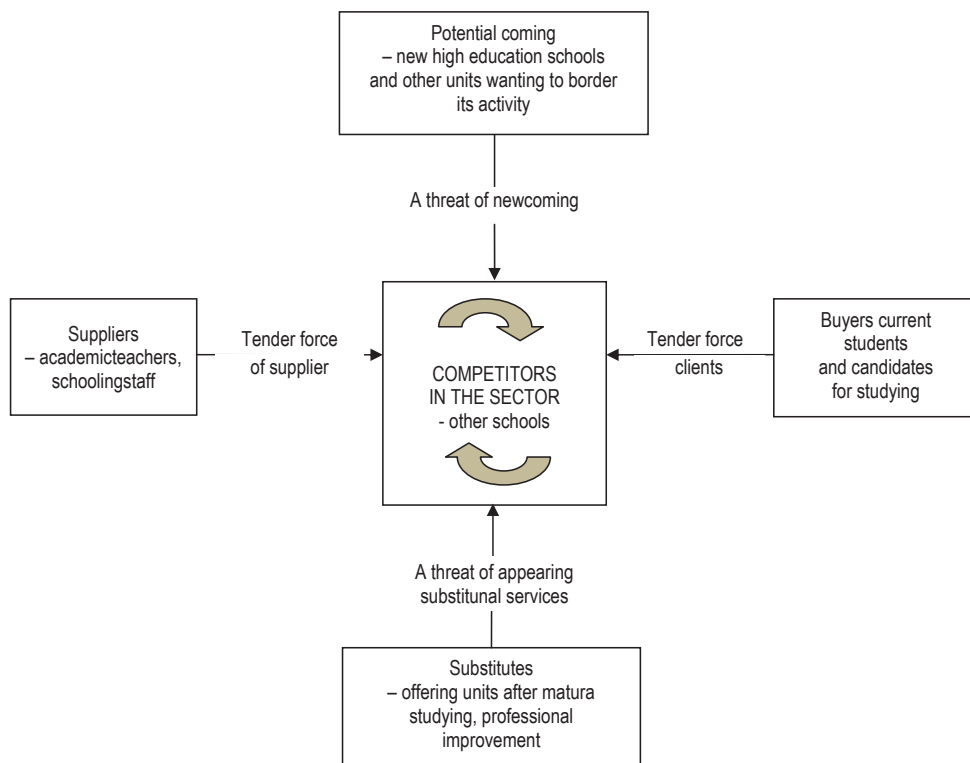 Potential coming
– new high education schools
and other units wanting to border
its activity
A threat of newcoming
Suppliers
– academicteachers,
schoolingstaff
Tender force
of supplier
COMPETITORS
IN THE SECTOR
- other schools
Tender force
clients
Buyers current
students
and candidates
for studying
A threat of appearing
substitunal services
Substitutes
– offering units after matura
studying, professional
improvement